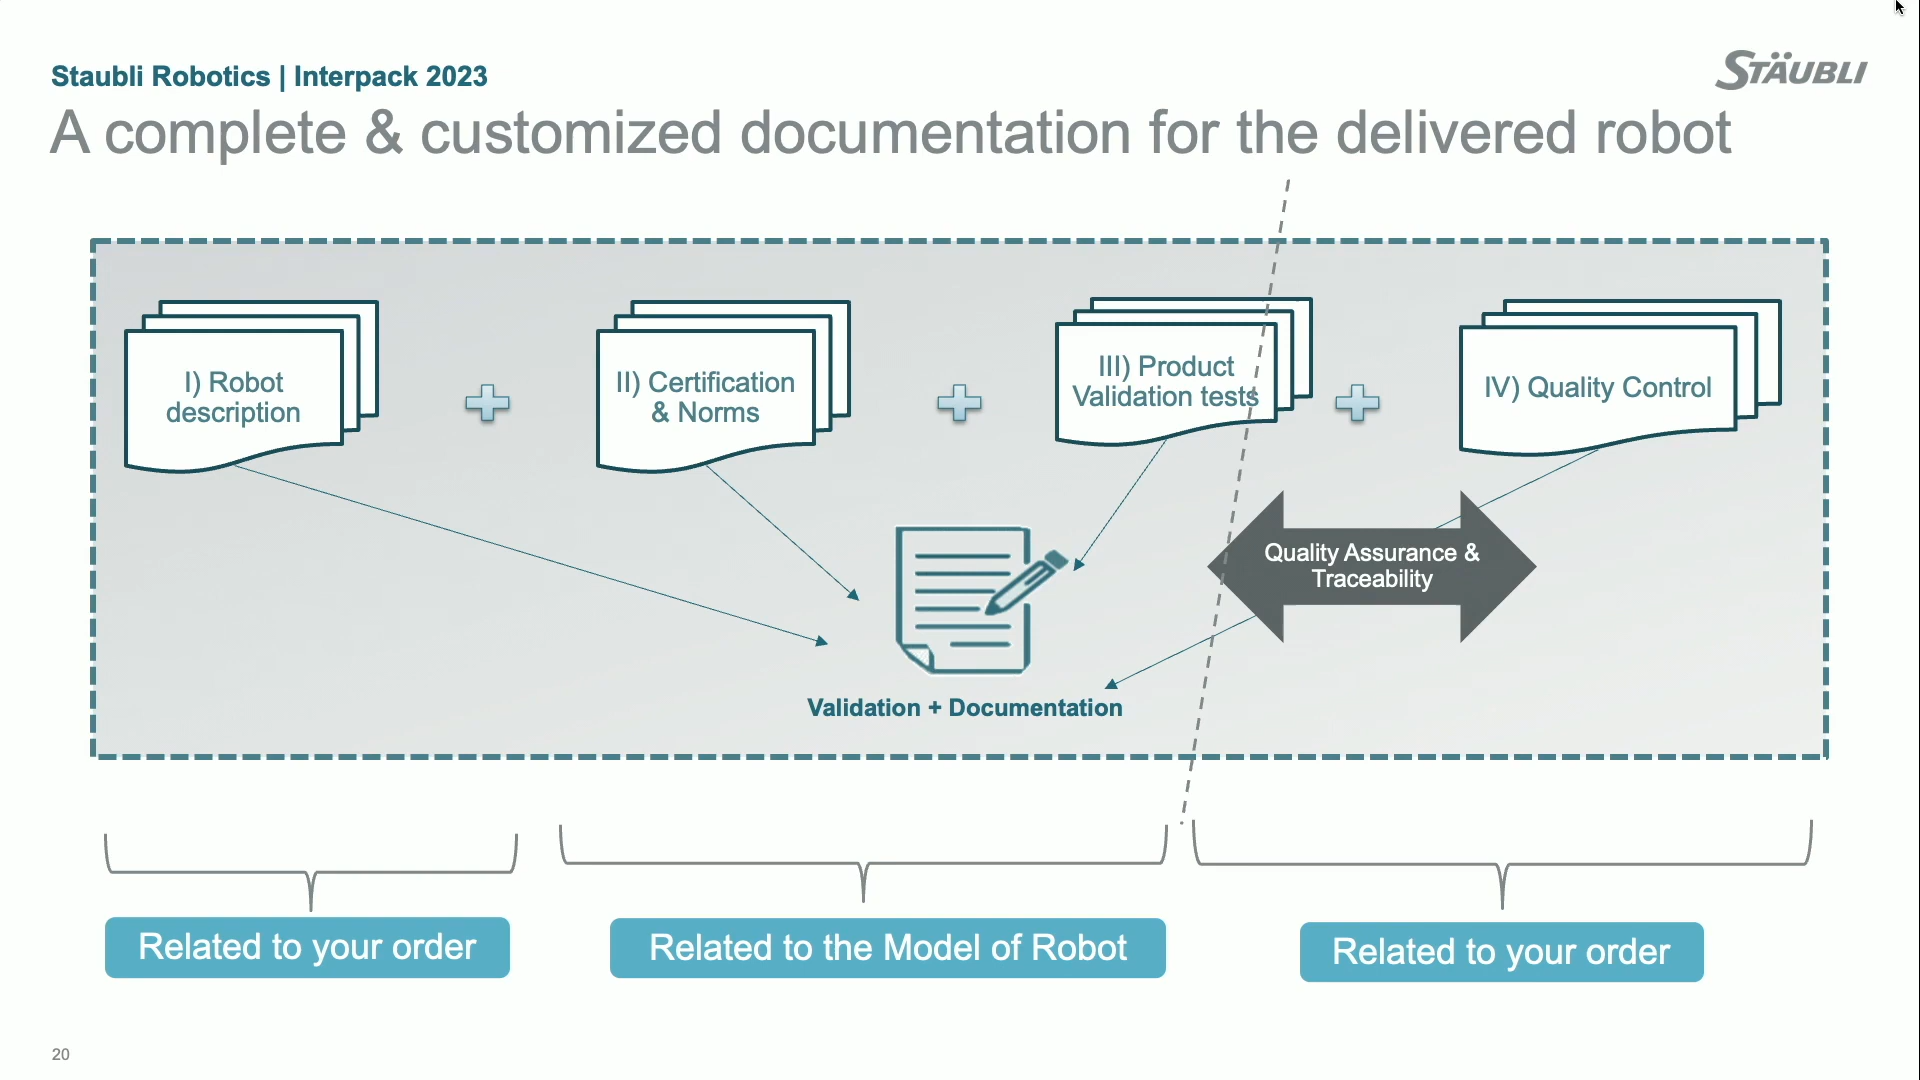 Staubli Robotics | Interpack 2023
STÄUBLI
A complete & customized documentation for the delivered robot
I) Robot
description
II) Certification
& Norms
III) Product
Validation tests
IV) Quality Control
Quality Assurance &
Traceability
Validation + Documentation
Related to your order
Related to the Model of Robot
Related to your order
20